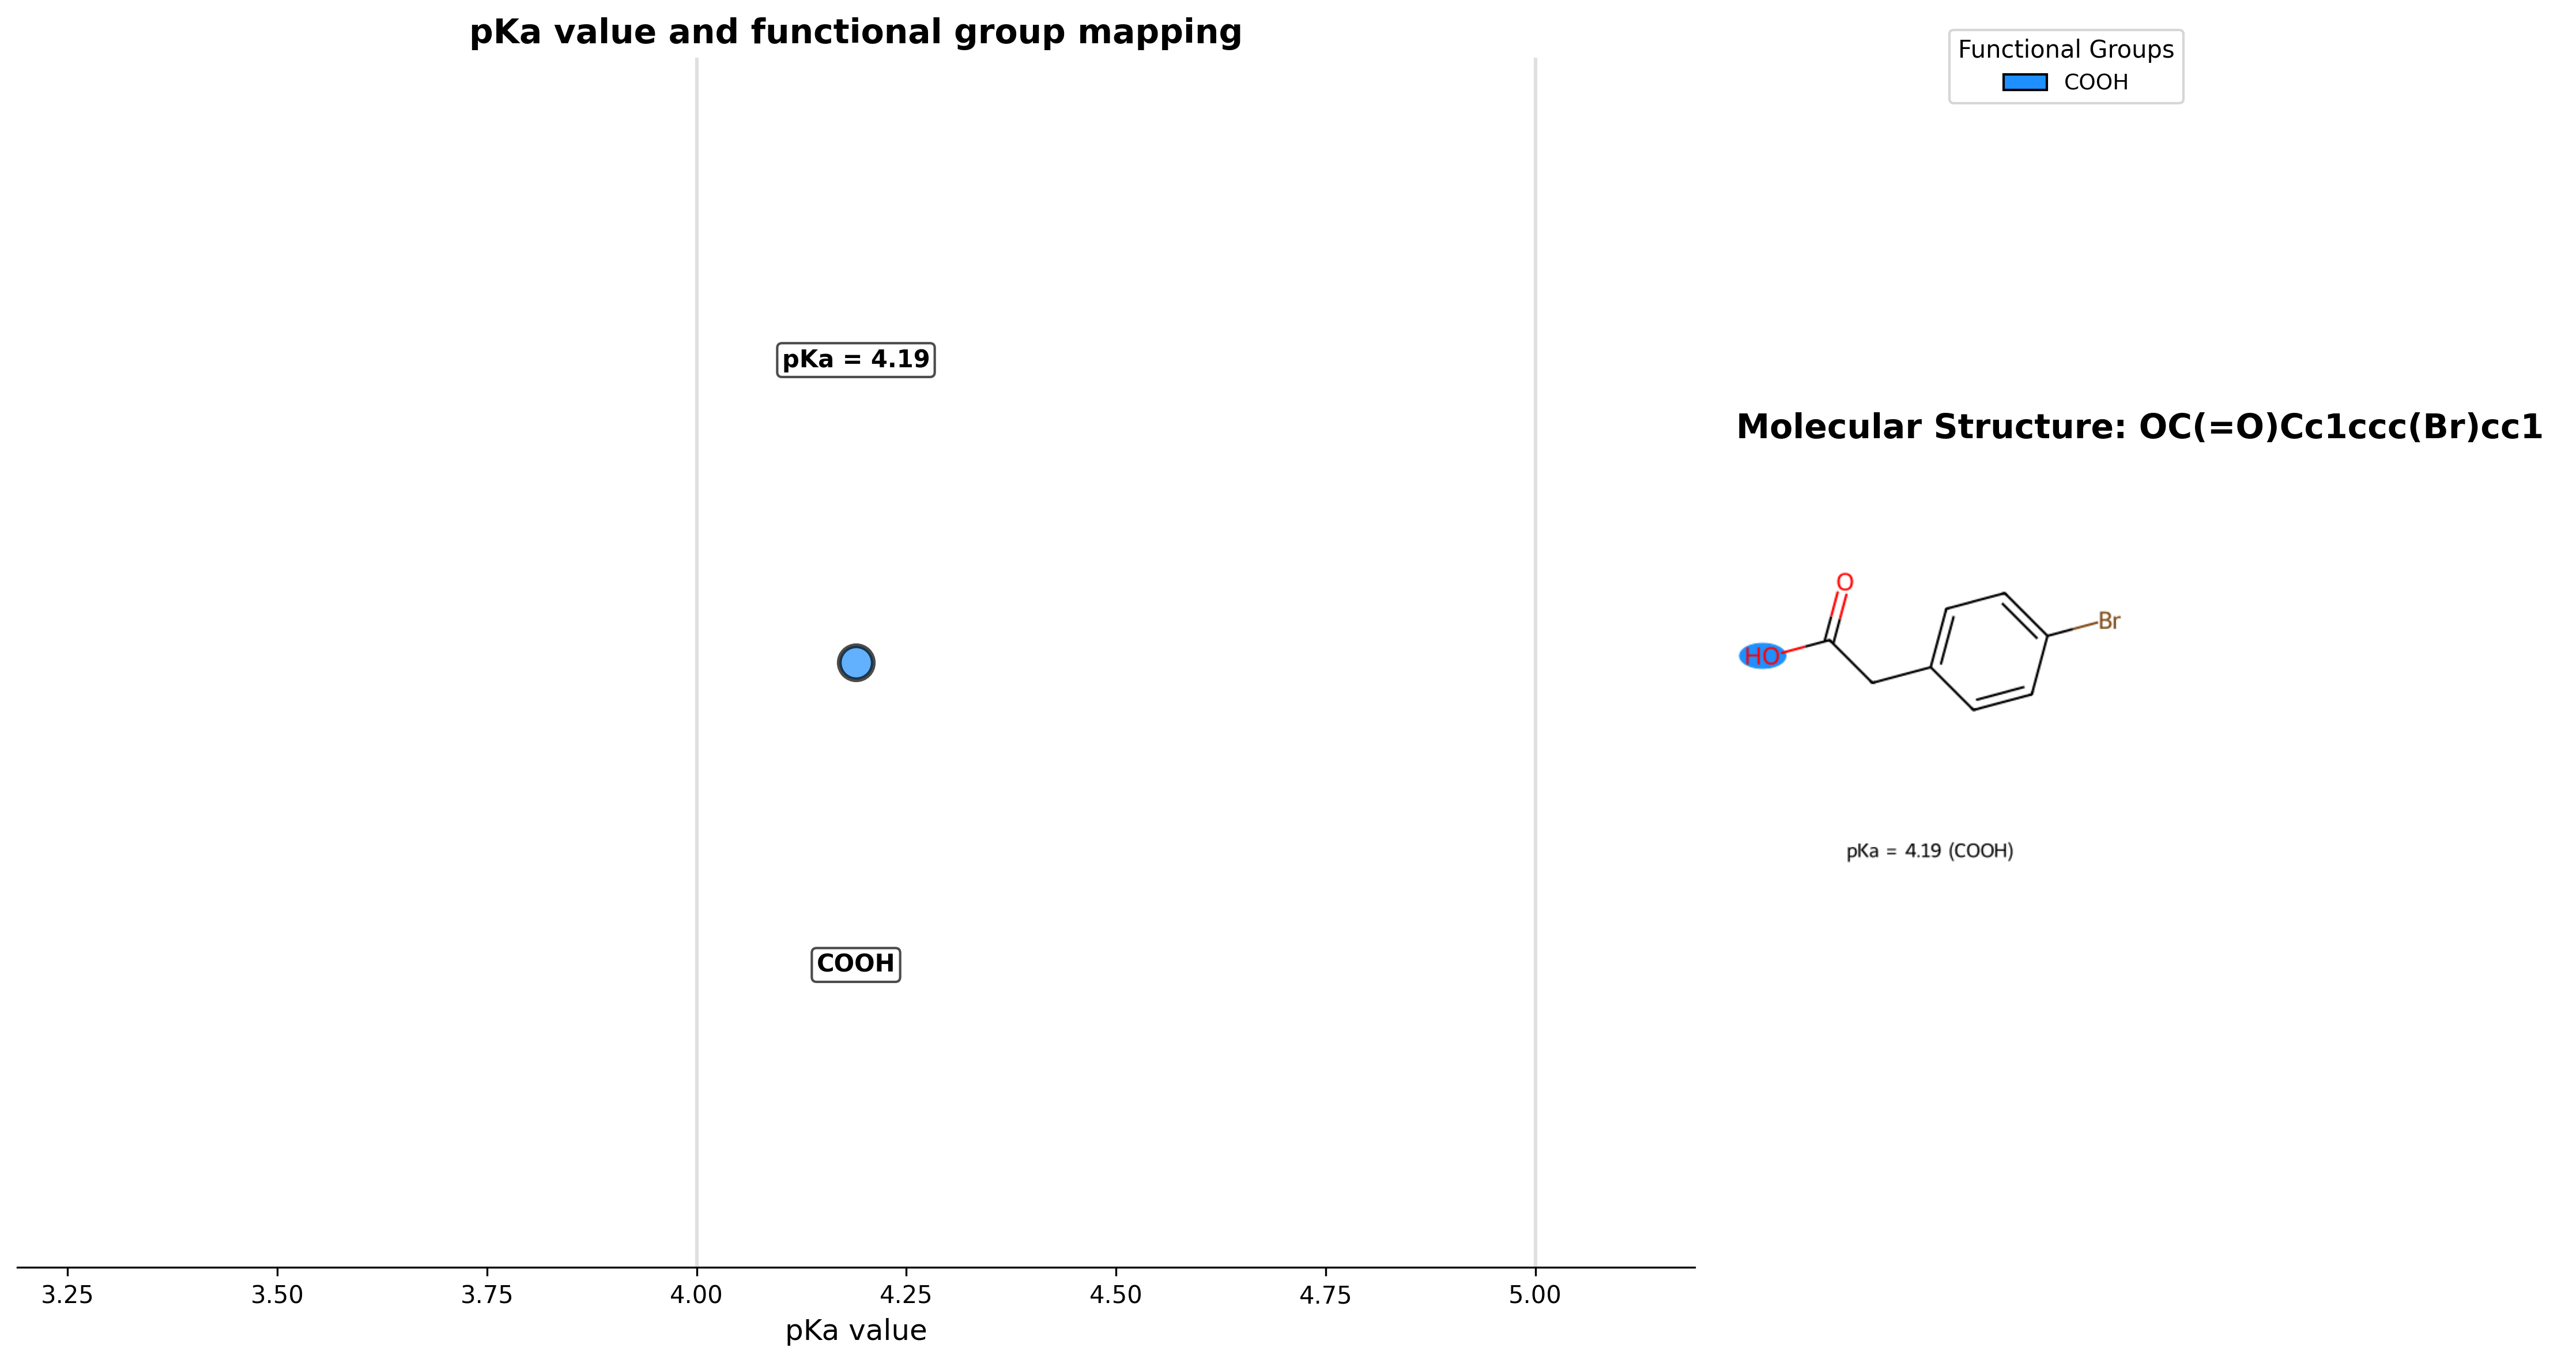 pKa value and functional group mapping
Functional Groups
COOH
pKa = 4.19
COOH
3.25 3.50 3.75 4.00 4.25 4.50 4.75 5.00
pKa value
Molecular Structure: OC(=O)Cc1ccc(Br)cc1
O
HO
Br
pKa = 4.19 (COOH)